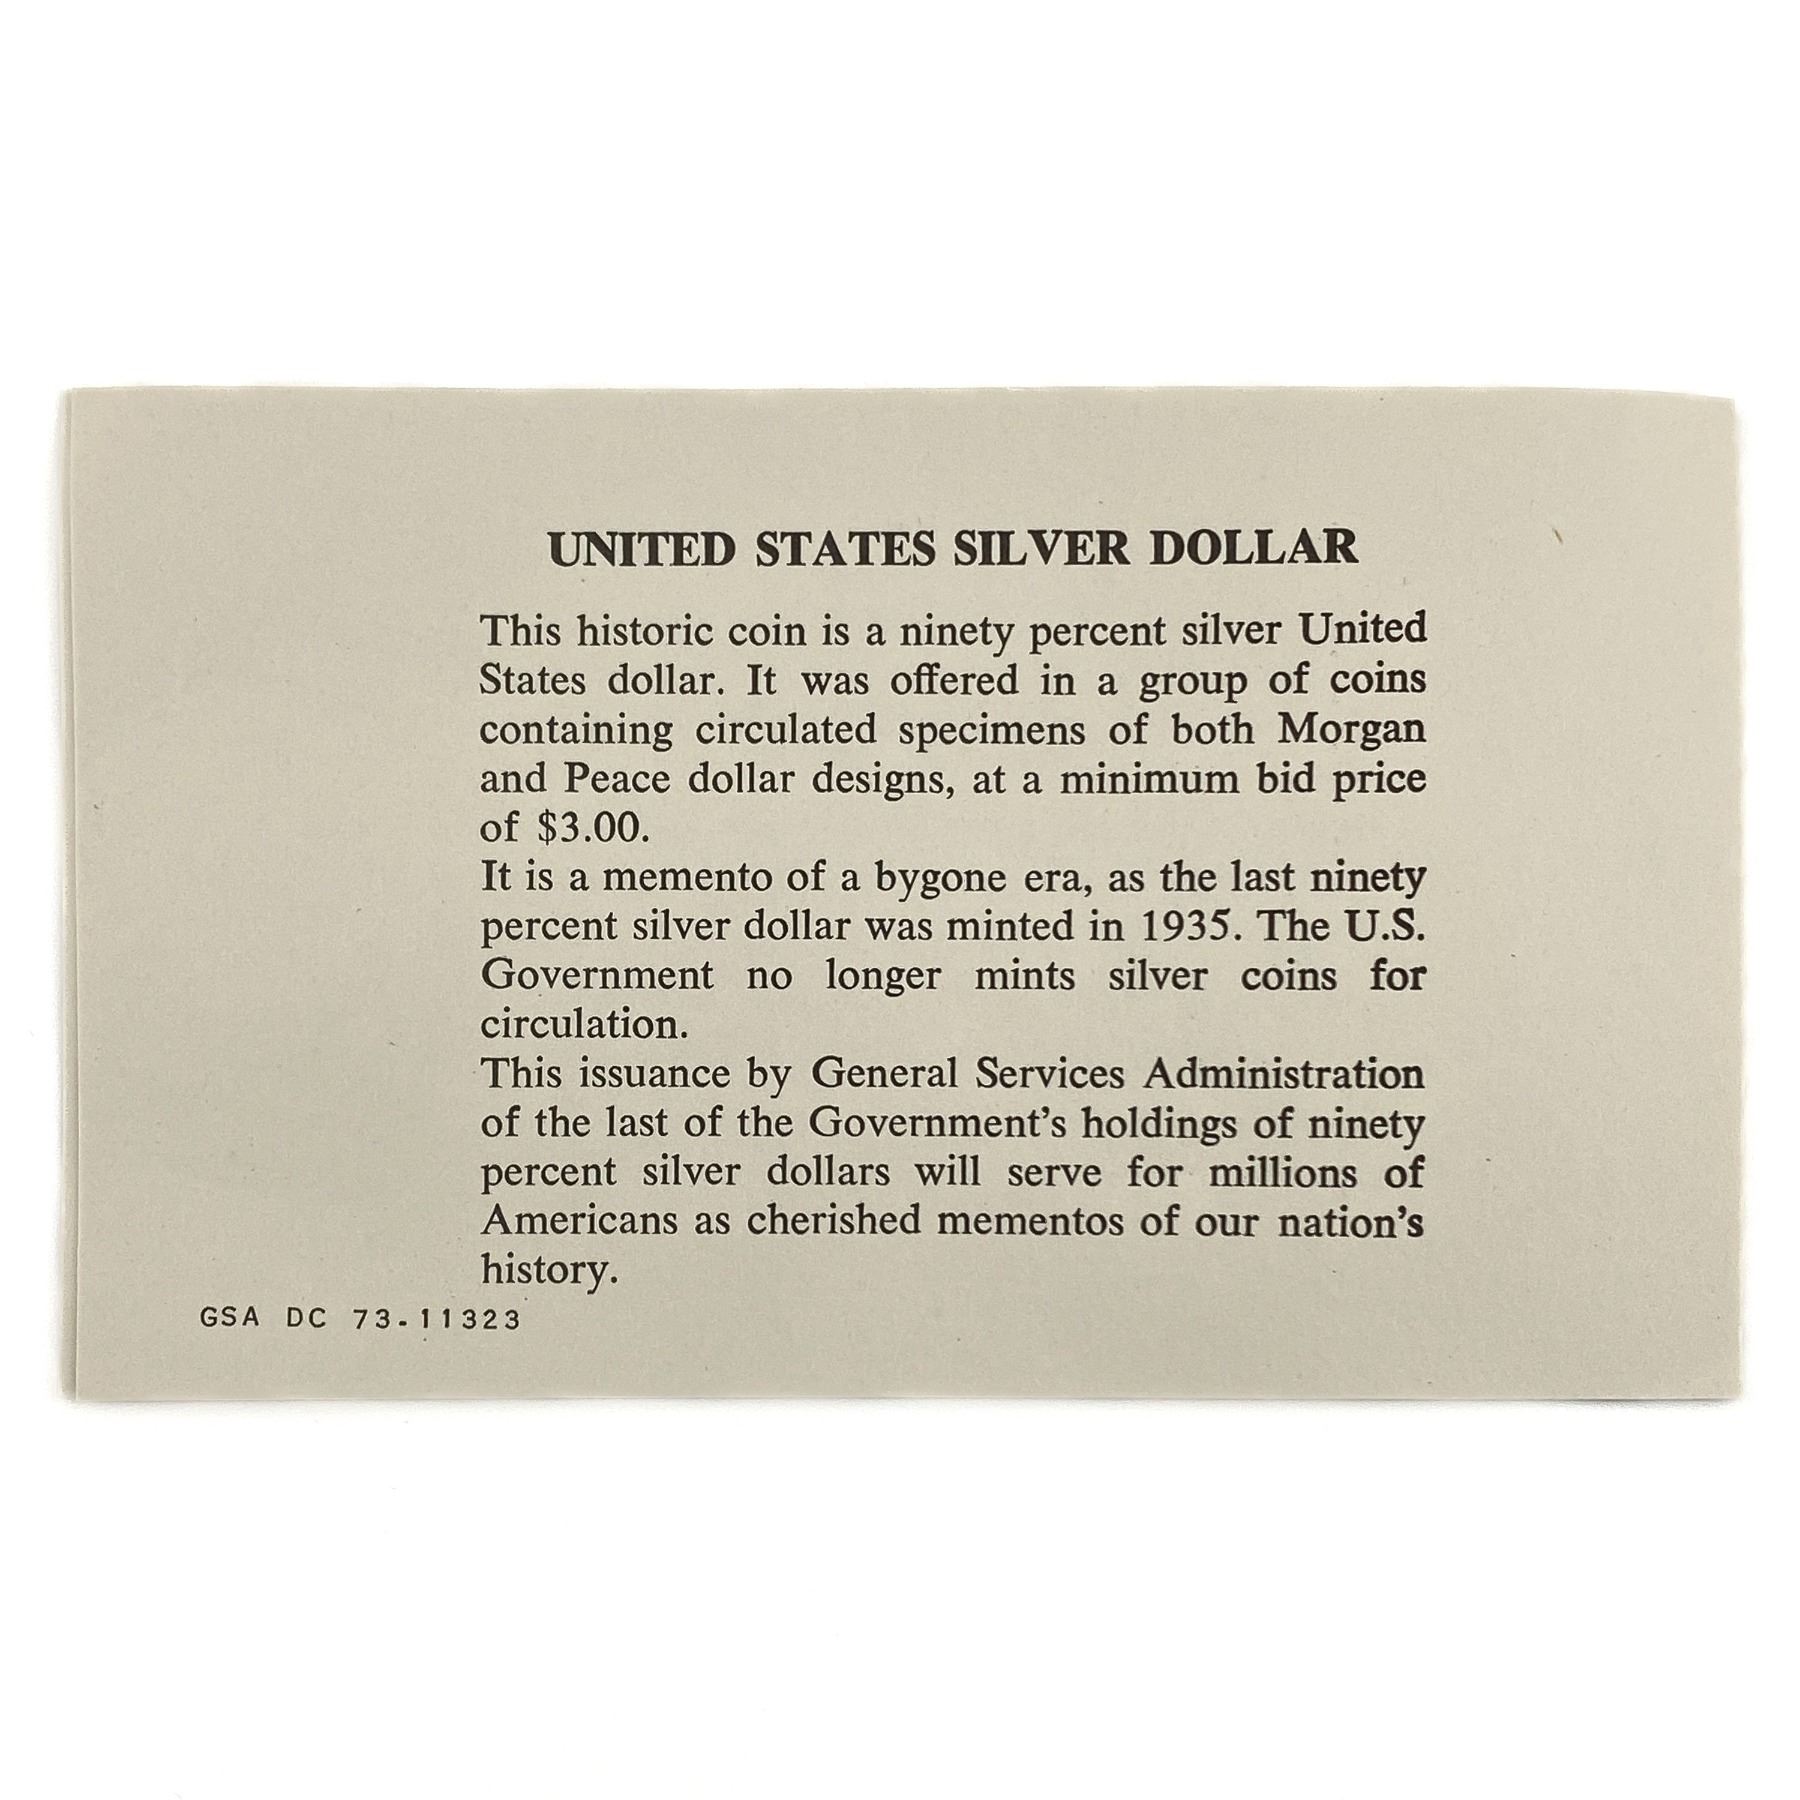 UNITED STATES SILVER DOLLAR
This historic coin is a ninety percent silver United
States dollar. It was offered in a group of coins
containing circulated specimens of both Morgan
and Peace dollar designs, at a minimum bid price
of $3.00.
It is a memento of a bygone era, as the last ninety
percent silver dollar was minted in 1935. The U.S.
Government no longer mints silver coins for
circulation.
This issuance by General Services Administration
of the last of the Government's holdings of ninety
percent silver dollars will serve for millions of
Americans as cherished mementos of our nation's
history.
GSA DC 73-11323